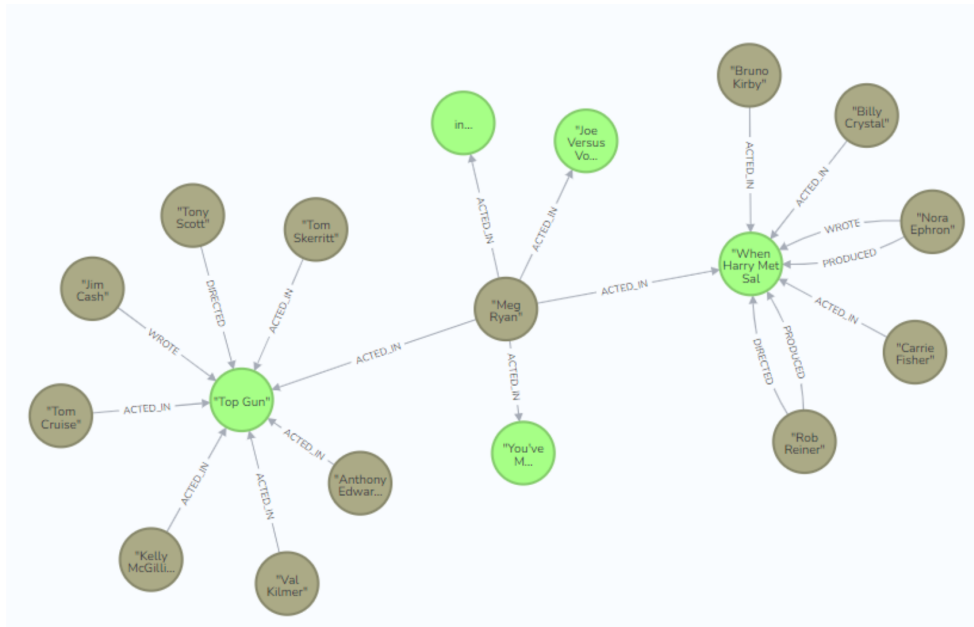 "Bruno
Kirby"
"Billy
Crystal"
in...
"Joe
Versus
Vo...
ACTED_IN
ACTED_IN
"Tony
Scott"
"Tom
Skerritt"
ACTED_IN
ACTED_IN
"Nora
Ephron"
WROTE
PRODUCED
"When
Harry Met
Sal
"Jim
Cash"
DIRECTED
ACTED_IN
"Meg
Ryan"
ACTED_IN
ACTED_IN
WROTE
ACTED_IN
ACTED_IN
DIRECTED
PRODUCED
"Carrie
Fisher"
"Top Gun"
"Tom
Cruise"
ACTED_IN
ACTED_IN
"You've
M...
"Rob
Reiner"
ACTED_IN
ACTED_IN
"Anthony
Edwar...
"Kelly
McGilli...
"Val
Kilmer"